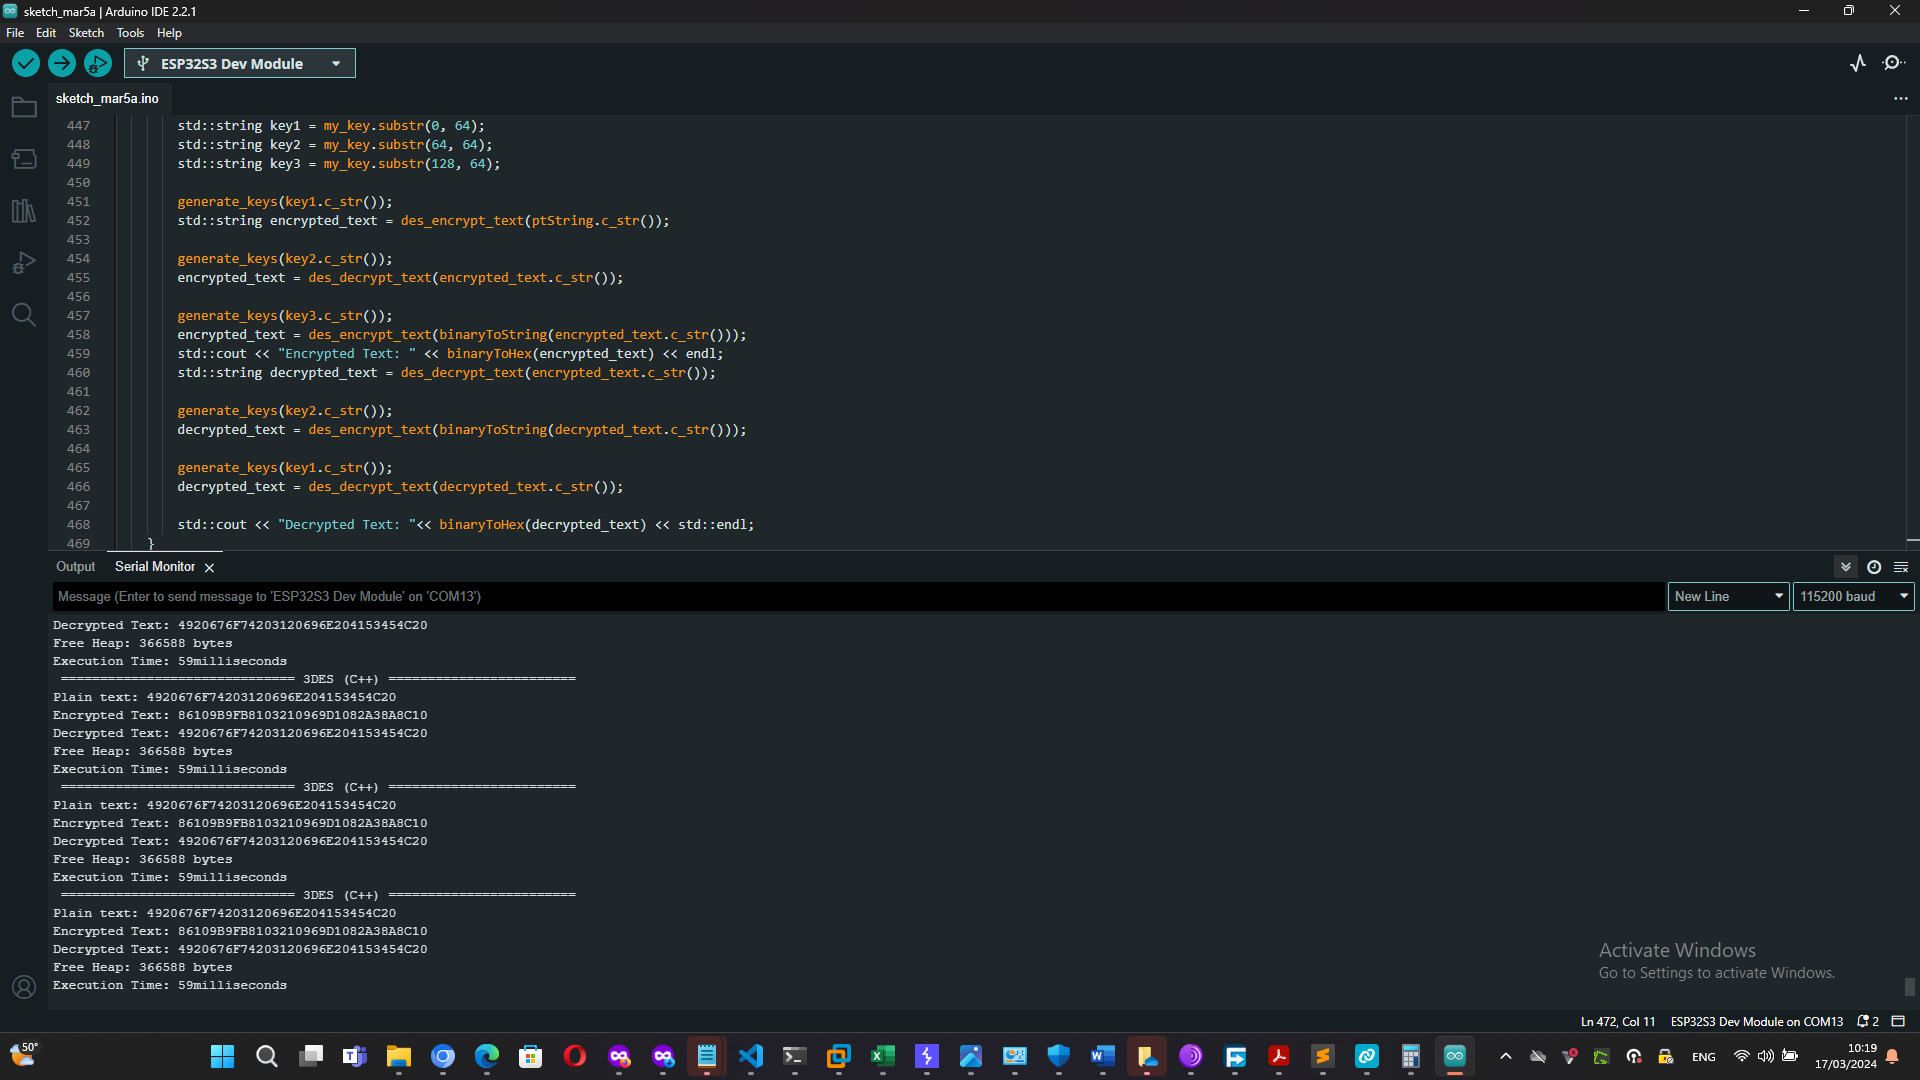 sketch_mar5a | Arduino IDE 2.2.1
File Edit Sketch Tools Help
ESP32S3 Dev Module
sketch_mar5a.ino
447 std::string key1 = my_key.substr(0, 64);
448 std::string key2 = my_key.substr(64, 64);
449 std::string key3 = my_key.substr(128, 64);
450
451 generate_keys(key1.c_str());
452 std::string encrypted_text = des_encrypt_text(ptString.c_str());
453
454 generate_keys(key2.c_str());
455 encrypted_text = des_decrypt_text(encrypted_text.c_str());
456
457 generate_keys(key3.c_str());
458 encrypted_text = des_encrypt_text(binaryToString(encrypted_text.c_str()));
459 std::cout << "Encrypted Text: " << binaryToHex(encrypted_text) << endl;
460 std::string decrypted_text = des_decrypt_text(encrypted_text.c_str());
461
462 generate_keys(key2.c_str());
463 decrypted_text = des_encrypt_text(binaryToString(decrypted_text.c_str()));
464
465 generate_keys(key1.c_str());
466 decrypted_text = des_decrypt_text(decrypted_text.c_str());
467
468 std::cout << "Decrypted Text: "<< binaryToHex(decrypted_text) << std::endl;
469 }
Output Serial Monitor
Message (Enter to send message to 'ESP32S3 Dev Module' on 'COM13') New Line 115200 baud
Decrypted Text: 4920676F74203120696E204153454C20
Free Heap: 366588 bytes
Execution Time: 59milliseconds
============================== 3DES (C++) ========================
Plain text: 4920676F74203120696E204153454C20
Encrypted Text: 86109B9FB8103210969D1082A38A8C10
Decrypted Text: 4920676F74203120696E204153454C20
Free Heap: 366588 bytes
Execution Time: 59milliseconds
============================== 3DES (C++) ========================
Plain text: 4920676F74203120696E204153454C20
Encrypted Text: 86109B9FB8103210969D1082A38A8C10
Decrypted Text: 4920676F74203120696E204153454C20
Free Heap: 366588 bytes
Execution Time: 59milliseconds
============================== 3DES (C++) ========================
Plain text: 4920676F74203120696E204153454C20
Encrypted Text: 86109B9FB8103210969D1082A38A8C10
Decrypted Text: 4920676F74203120696E204153454C20
Free Heap: 366588 bytes
Execution Time: 59milliseconds
Activate Windows
Go to Settings to activate Windows.
Ln 472, Col 11 ESP32S3 Dev Module on COM13 2
50°
ENG
10:19
17/03/2024